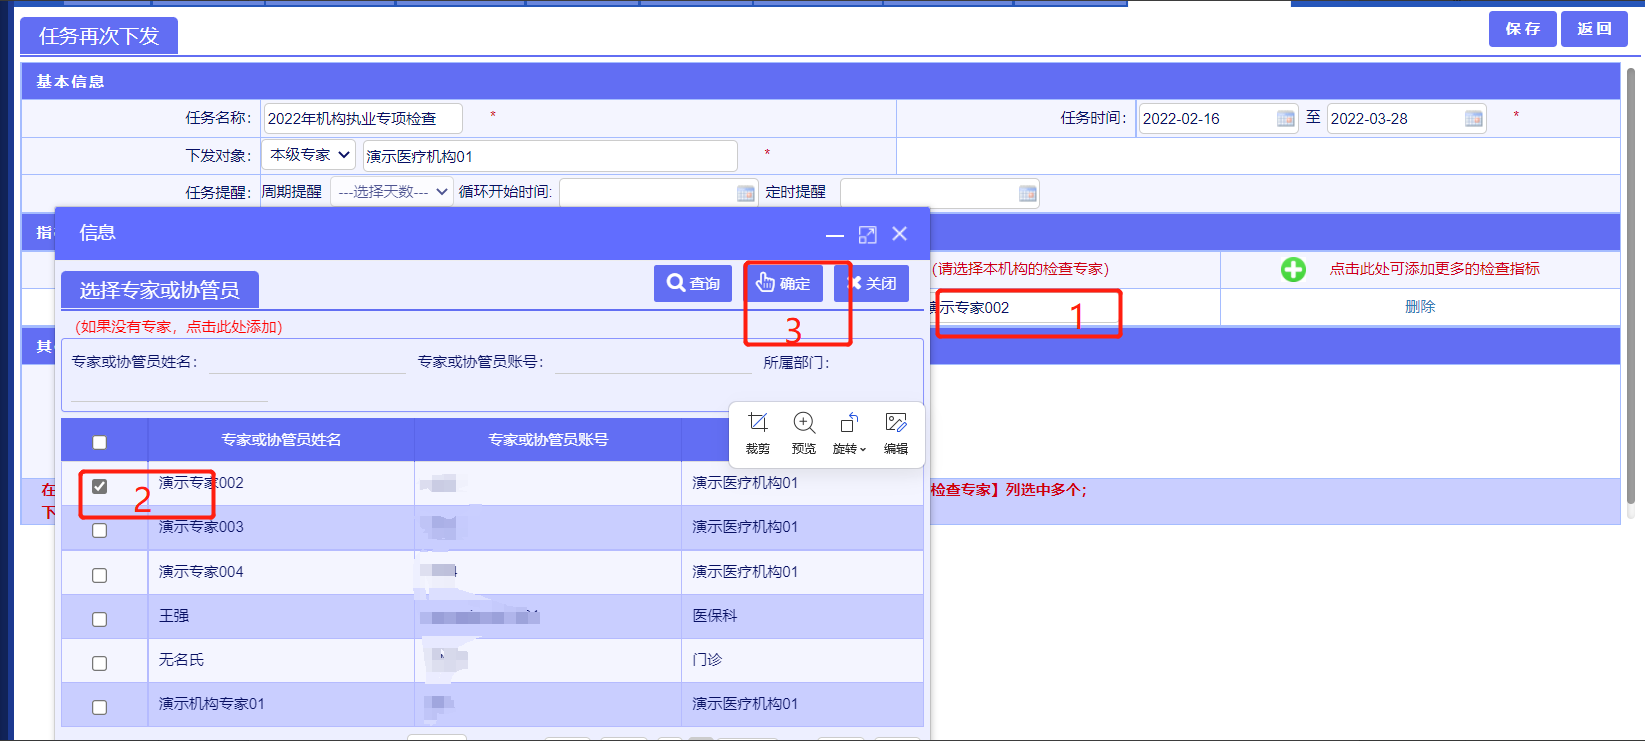 任务再次下发
保存 返回
基本信息
任务名称: 2022年机构执业专项检查 * 任务时间: 2022-02-16 至 2022-03-28 *
下发对象: 本级专家 演示医疗机构01 *
任务提醒: 周期提醒 ---选择天数--- 循环开始时间: 定时提醒
信息
选择专家或协管员
查询 确定 关闭
(请选择本机构的检查专家) 点击此处可添加更多的检查指标
示专家002 1 删除
3
(如果没有专家，点击此处添加)
专家或协管员姓名: 专家或协管员账号: 所属部门:
裁剪 预览 旋转 编辑
专家或协管员姓名 专家或协管员账号
2 演示专家002 演示医疗机构01
检查专家】列选中多个;
演示专家003 演示医疗机构01
演示专家004 演示医疗机构01
王强 医保科
无名氏 门诊
演示机构专家01 演示医疗机构01